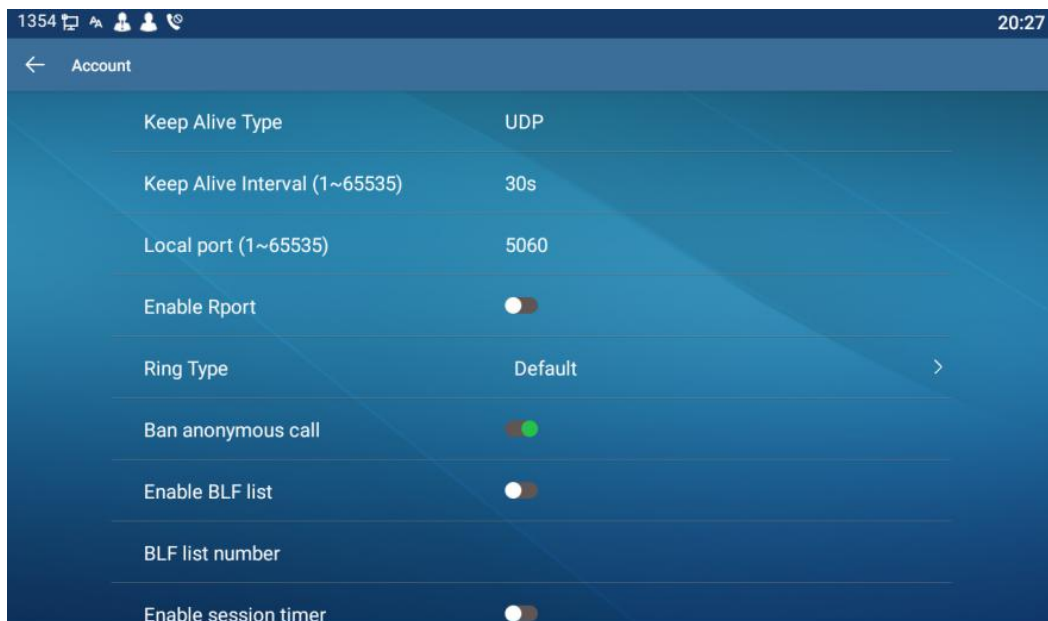 1354 20:27
Account
Keep Alive Type UDP
Keep Alive Interval (1~65535) 30s
Local port (1~65535) 5060
Enable Rport
Ring Type Default
Ban anonymous call
Enable BLF list
BLF list number
Enable session timer